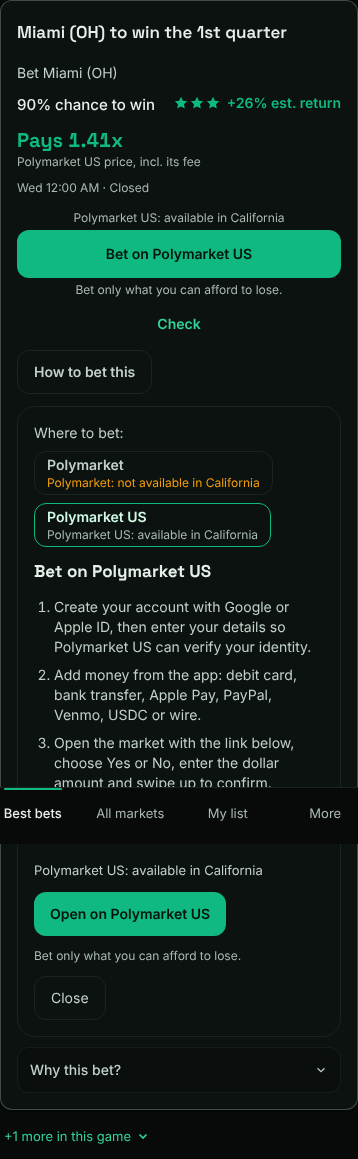 Miami (OH) to win the 1st quarter
Bet Miami (OH)
90% chance to win ★★★ +26% est. return
Pays 1.41x
Polymarket US price, incl. its fee
Wed 12:00 AM · Closed
Polymarket US: available in California
Bet on Polymarket US
Bet only what you can afford to lose.
Check
How to bet this
Where to bet:
Polymarket
Polymarket: not available in California
Polymarket US
Polymarket US: available in California
Bet on Polymarket US
1. Create your account with Google or
Apple ID, then enter your details so
Polymarket US can verify your identity.
2. Add money from the app: debit card,
bank transfer, Apple Pay, PayPal,
Venmo, USDC or wire.
3. Open the market with the link below,
choose Yes or No, enter the dollar
amount and swipe up to confirm.
Best bets All markets My list More
Polymarket US: available in California
Open on Polymarket US
Bet only what you can afford to lose.
Close
Why this bet?
+1 more in this game